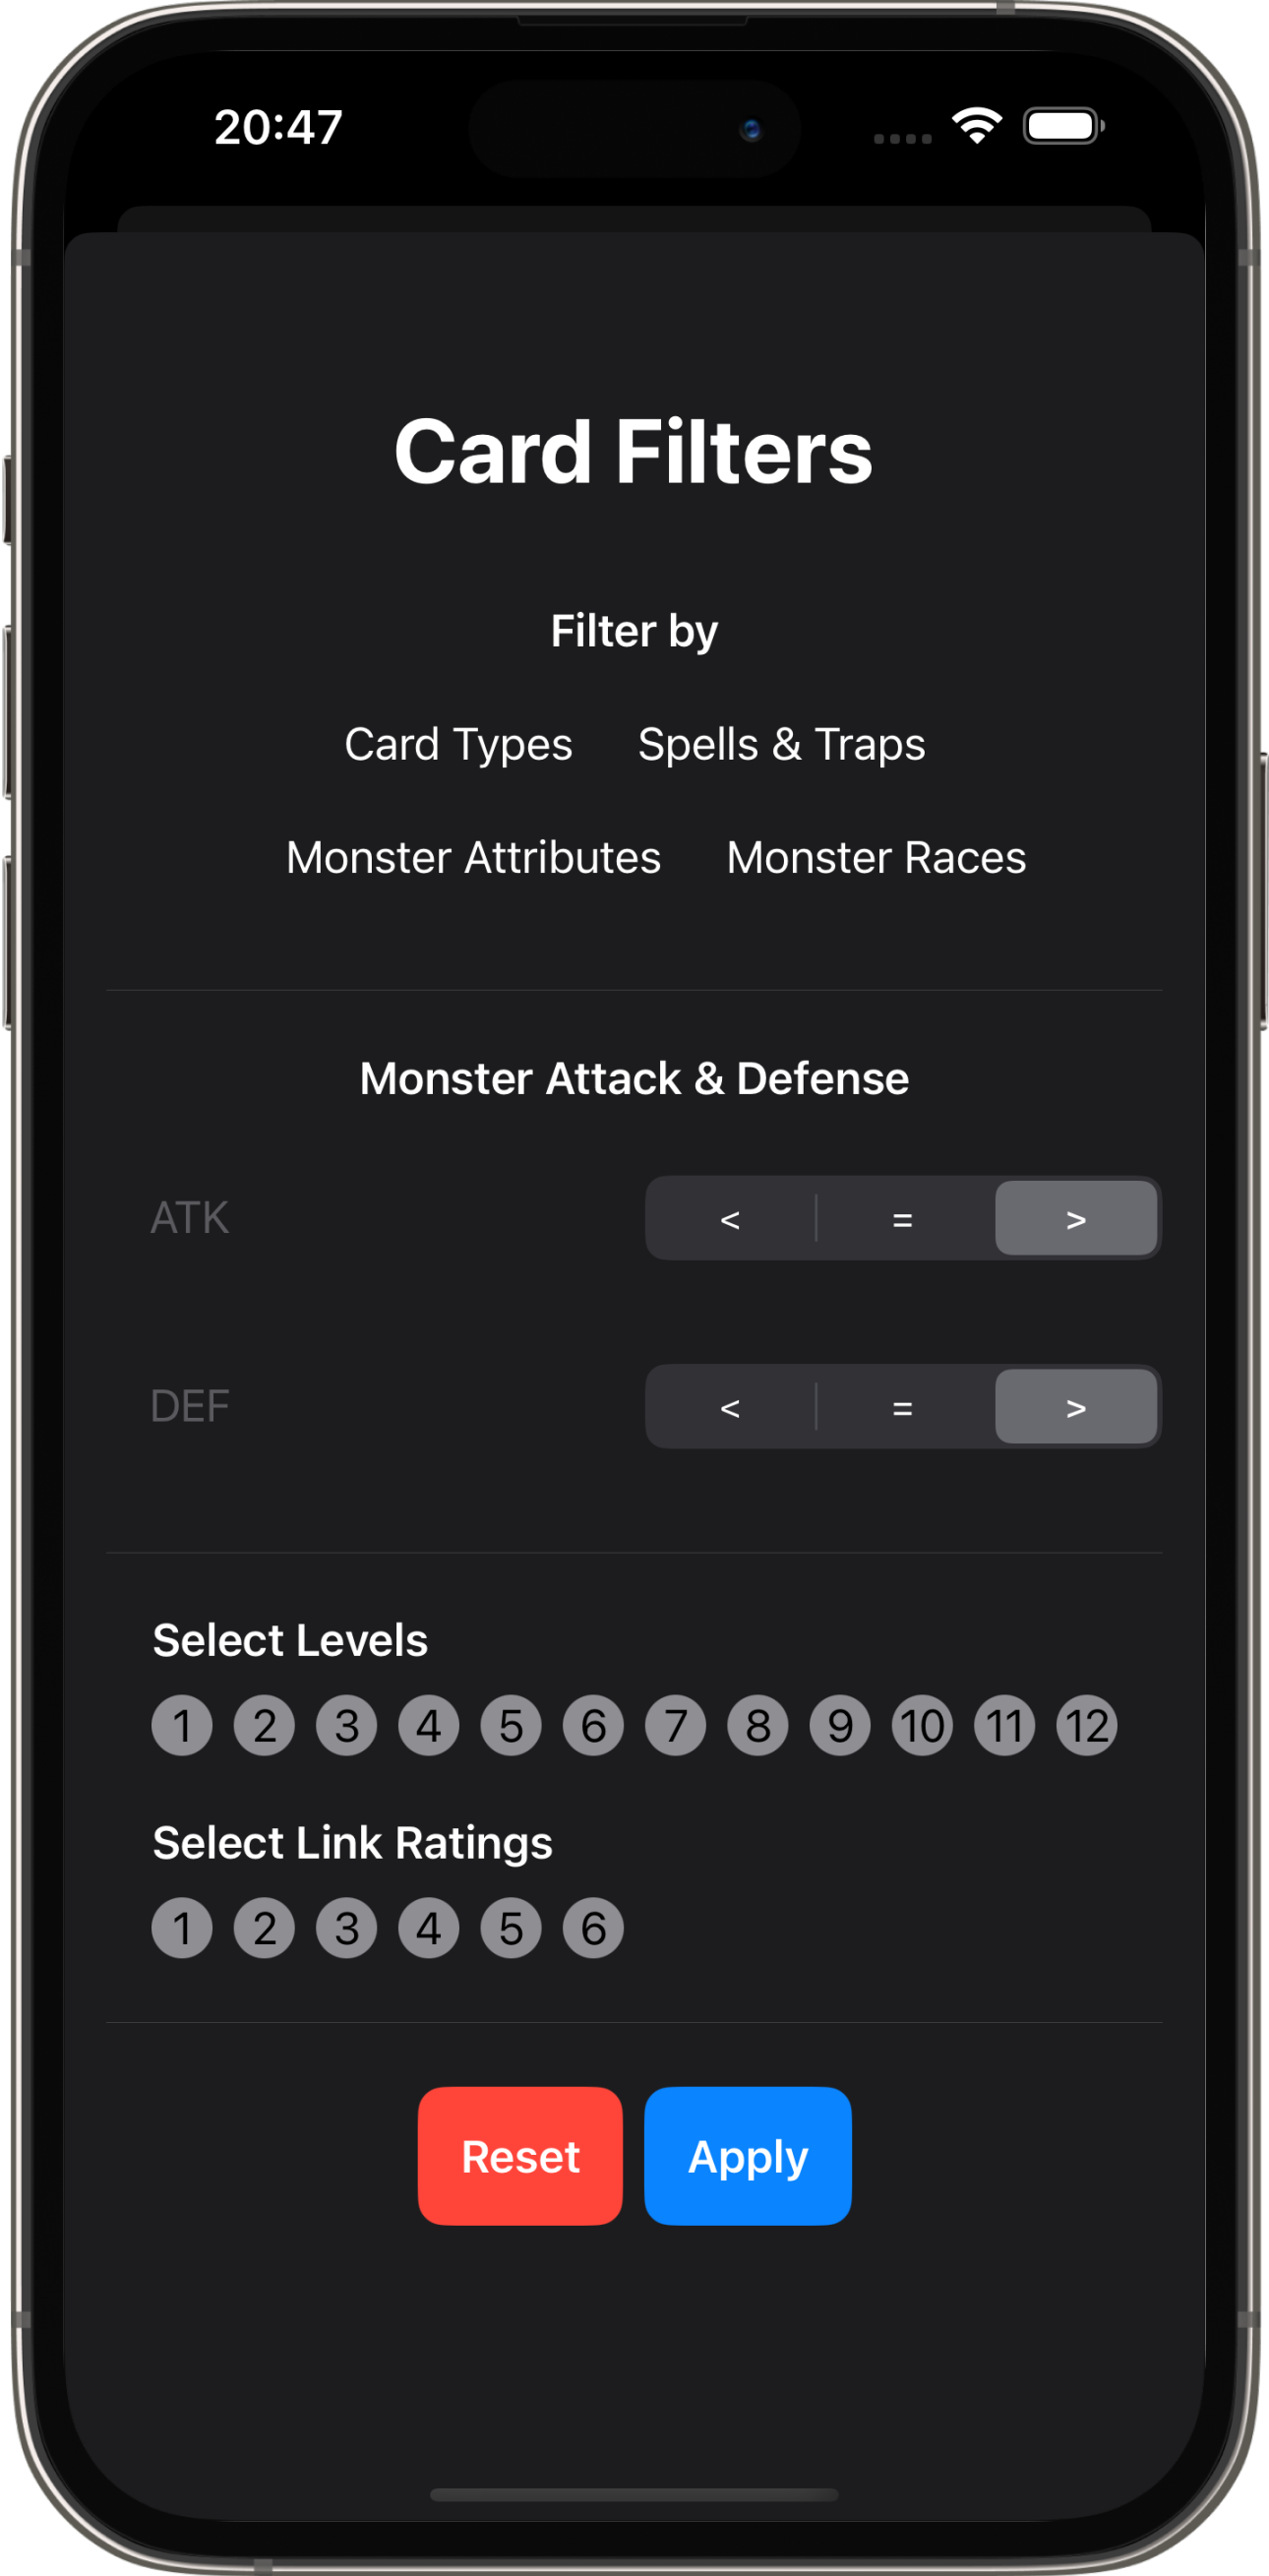 20:47
Card Filters
Filter by
Card Types Spells & Traps
Monster Attributes Monster Races
Monster Attack & Defense
ATK < = >
DEF < = >
Select Levels
1 2 3 4 5 6 7 8 9 10 11 12
Select Link Ratings
1 2 3 4 5 6
Reset Apply